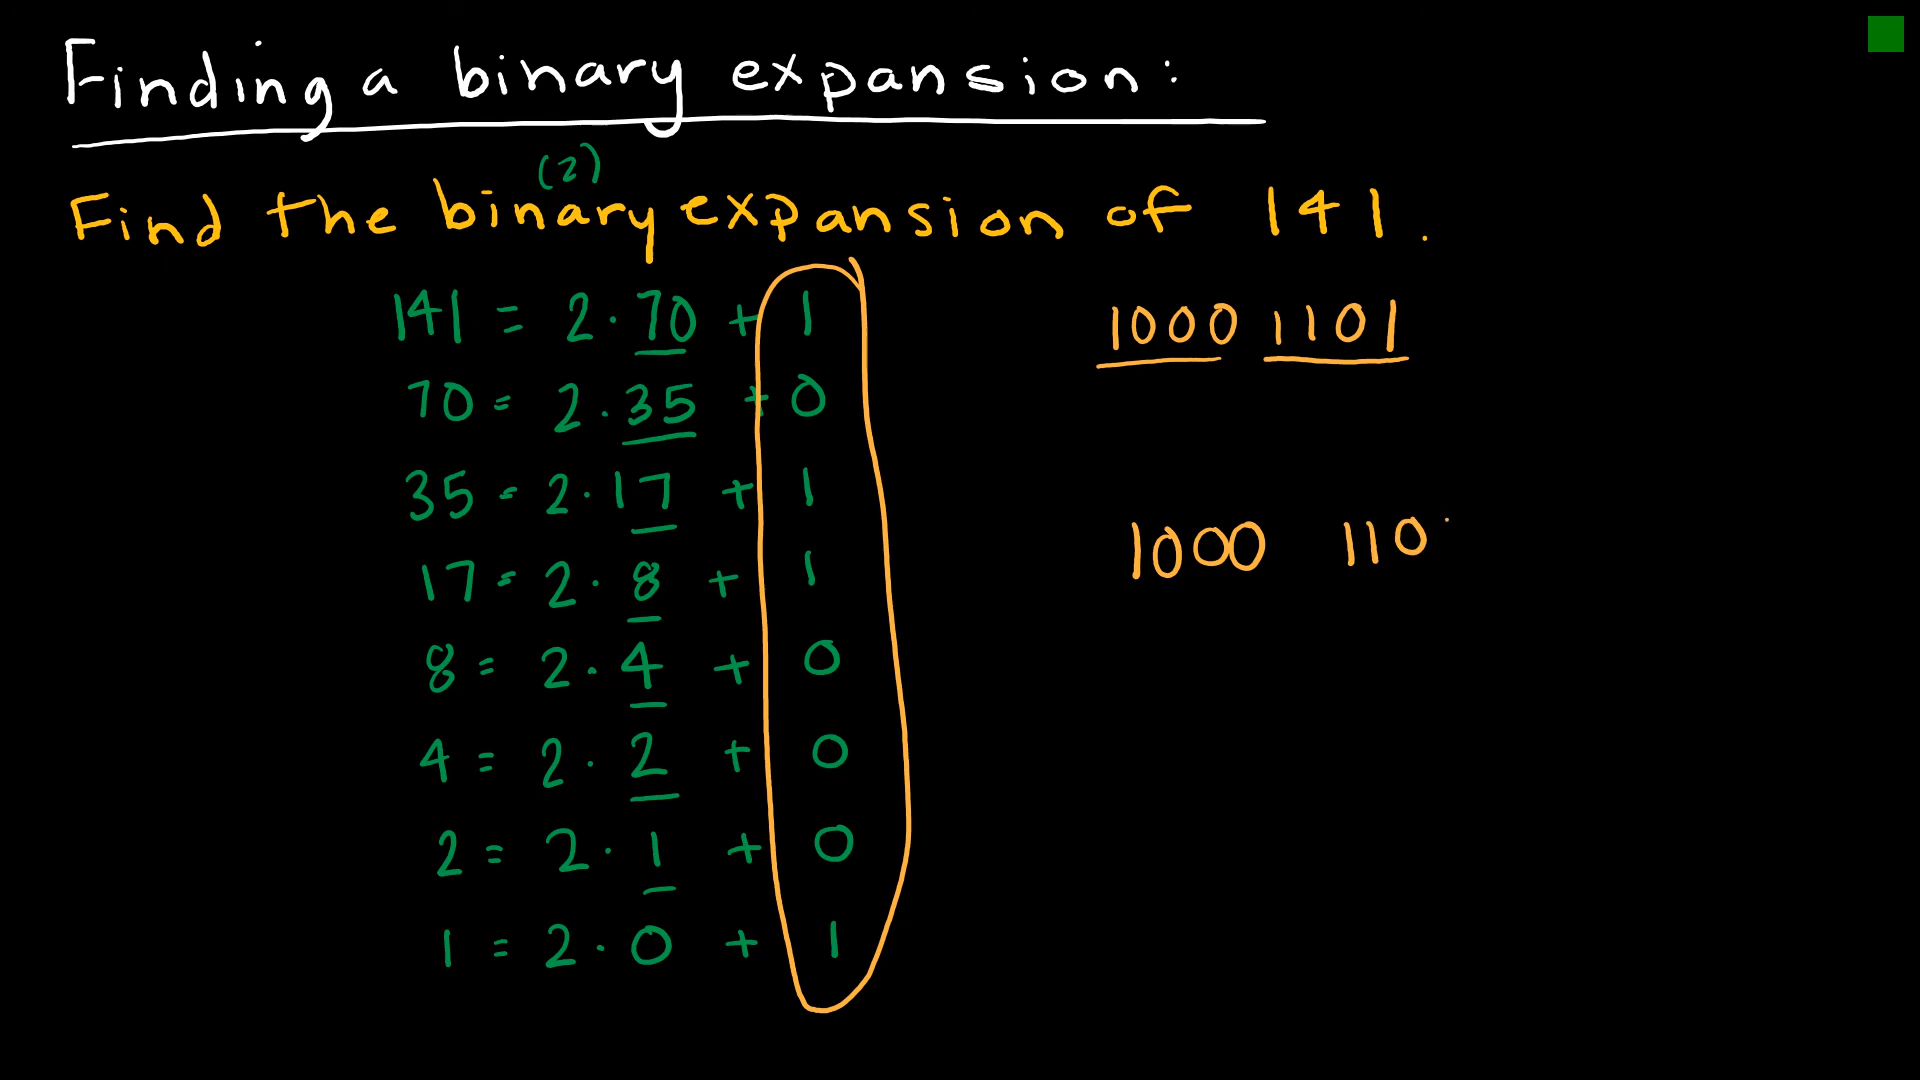 Finding a binary expansion:
(2)
Find the binary expansion of 141.
141 = 2·70 + 1
1000 1101
70 = 2·35 + 0
35 = 2·17 + 1
1000 110
17 = 2·8 + 1
8 = 2·4 + 0
4 = 2·2 + 0
2 = 2·1 + 0
1 = 2·0 + 1